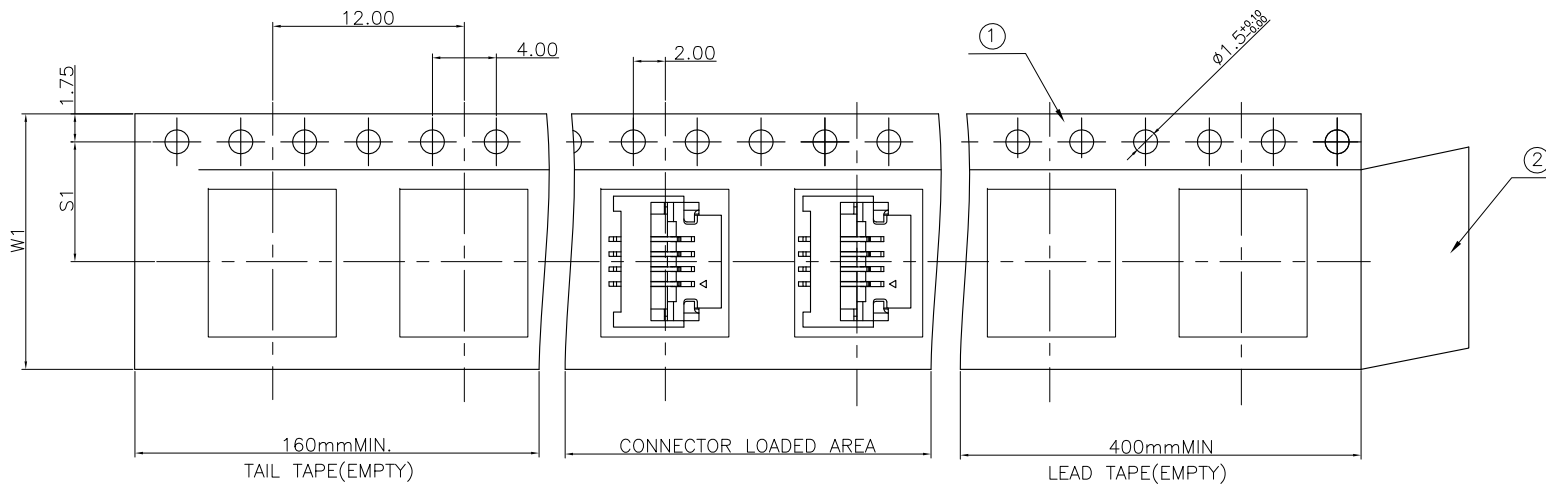 12.00
4.00
2.00
①
Ø1.5+0.10
-0.00
1.75
②
S1
W1
160mmMIN.
CONNECTOR LOADED AREA
400mmMIN
TAIL TAPE(EMPTY)
LEAD TAPE(EMPTY)